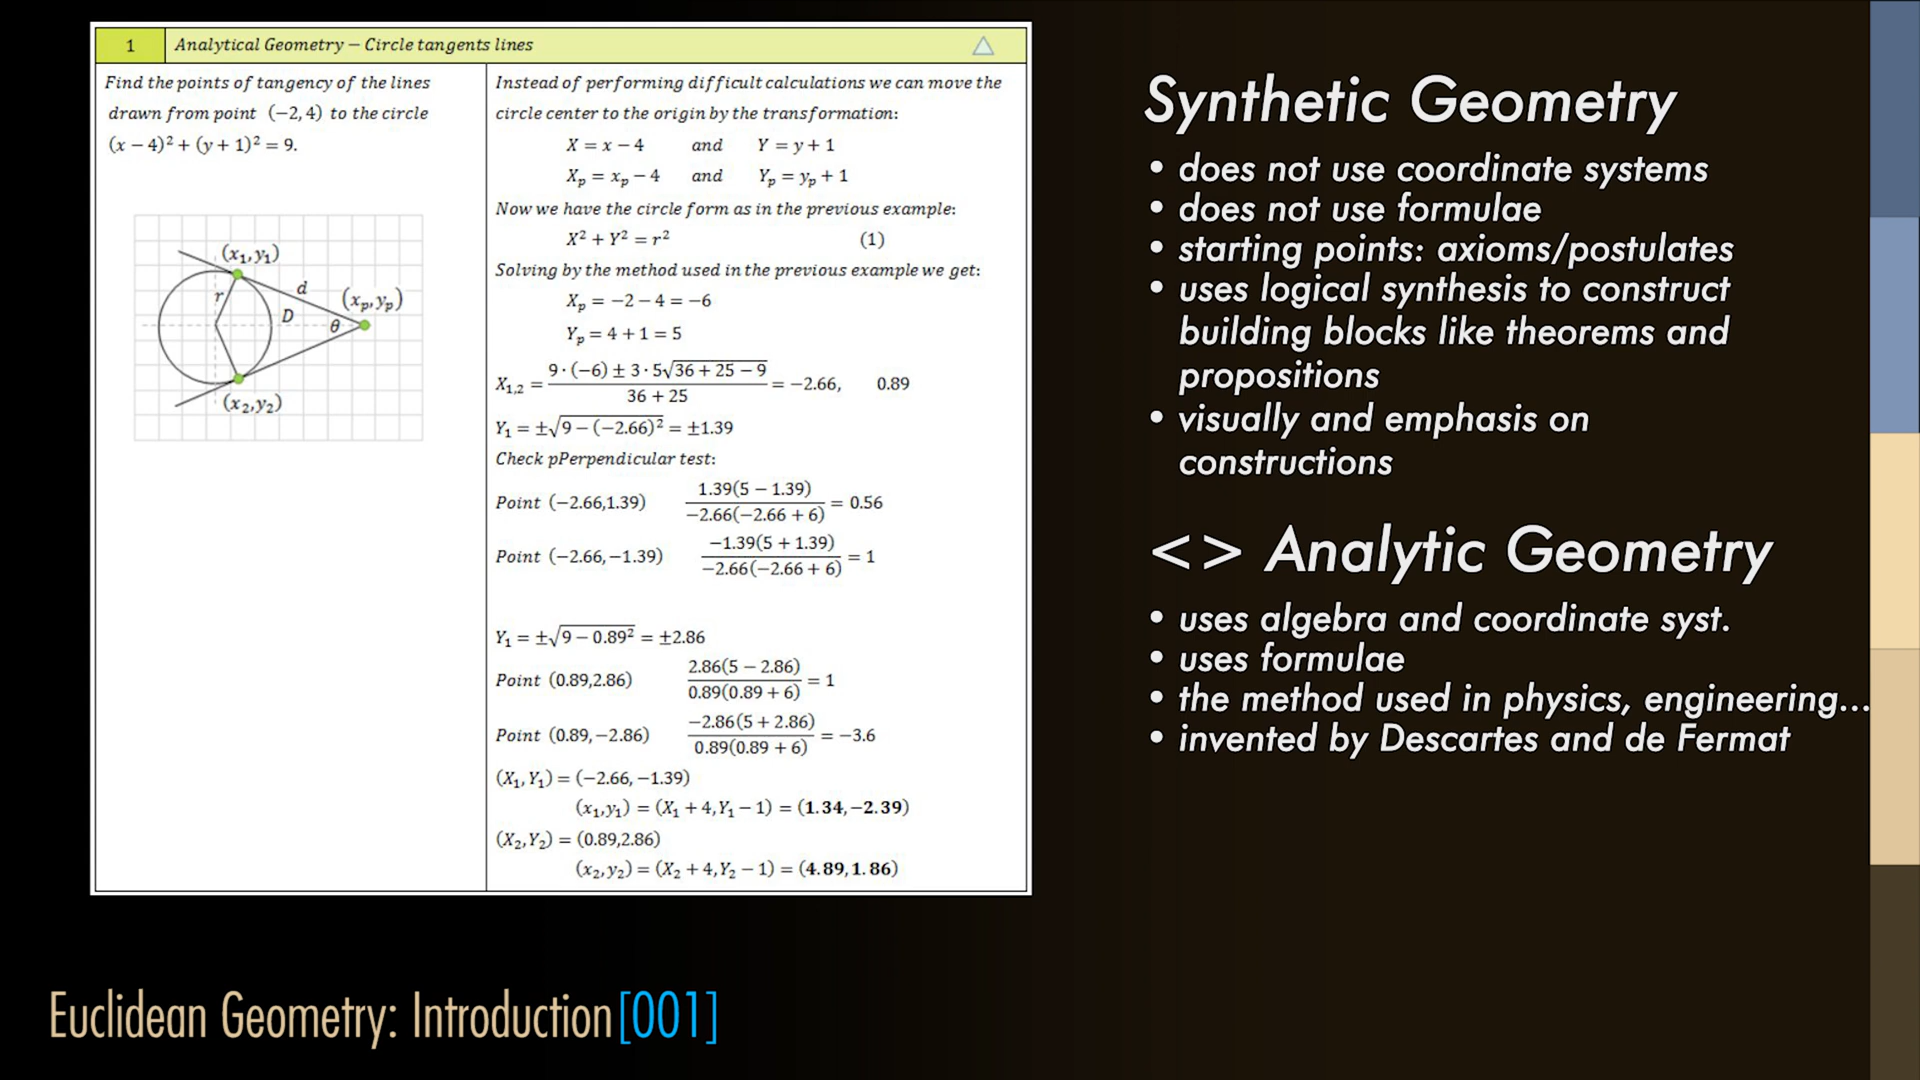 1
Analytical Geometry – Circle tangents lines
Find the points of tangency of the lines
drawn from point (−2, 4) to the circle
(x − 4)² + (y + 1)² = 9.
(x₁,y₁)
r
d
(xₚ,yₚ)
D
θ
(x₂,y₂)
Instead of performing difficult calculations we can move the
circle center to the origin by the transformation:
X = x − 4 and Y = y + 1
Xₚ = xₚ − 4 and Yₚ = yₚ + 1
Now we have the circle form as in the previous example:
X² + Y² = r² (1)
Solving by the method used in the previous example we get:
Xₚ = −2 − 4 = −6
Yₚ = 4 + 1 = 5
X₁,₂ = (9 · (−6) ± 3 · 5√(36 + 25 − 9)) / (36 + 25) = −2.66, 0.89
Y₁ = ±√(9 − (−2.66)²) = ±1.39
Check pPerpendicular test:
Point (−2.66,1.39) 1.39(5 − 1.39) / −2.66(−2.66 + 6) = 0.56
Point (−2.66,−1.39) −1.39(5 + 1.39) / −2.66(−2.66 + 6) = 1
Y₁ = ±√(9 − 0.89²) = ±2.86
Point (0.89,2.86) 2.86(5 − 2.86) / 0.89(0.89 + 6) = 1
Point (0.89,−2.86) −2.86(5 + 2.86) / 0.89(0.89 + 6) = −3.6
(X₁, Y₁) = (−2.66, −1.39)
(x₁,y₁) = (X₁ + 4, Y₁ − 1) = (1.34, −2.39)
(X₂, Y₂) = (0.89,2.86)
(x₂,y₂) = (X₂ + 4, Y₂ − 1) = (4.89, 1.86)
Synthetic Geometry
• does not use coordinate systems
• does not use formulae
• starting points: axioms/postulates
• uses logical synthesis to construct
building blocks like theorems and
propositions
• visually and emphasis on
constructions
<> Analytic Geometry
• uses algebra and coordinate syst.
• uses formulae
• the method used in physics, engineering...
• invented by Descartes and de Fermat
Euclidean Geometry: Introduction[001]